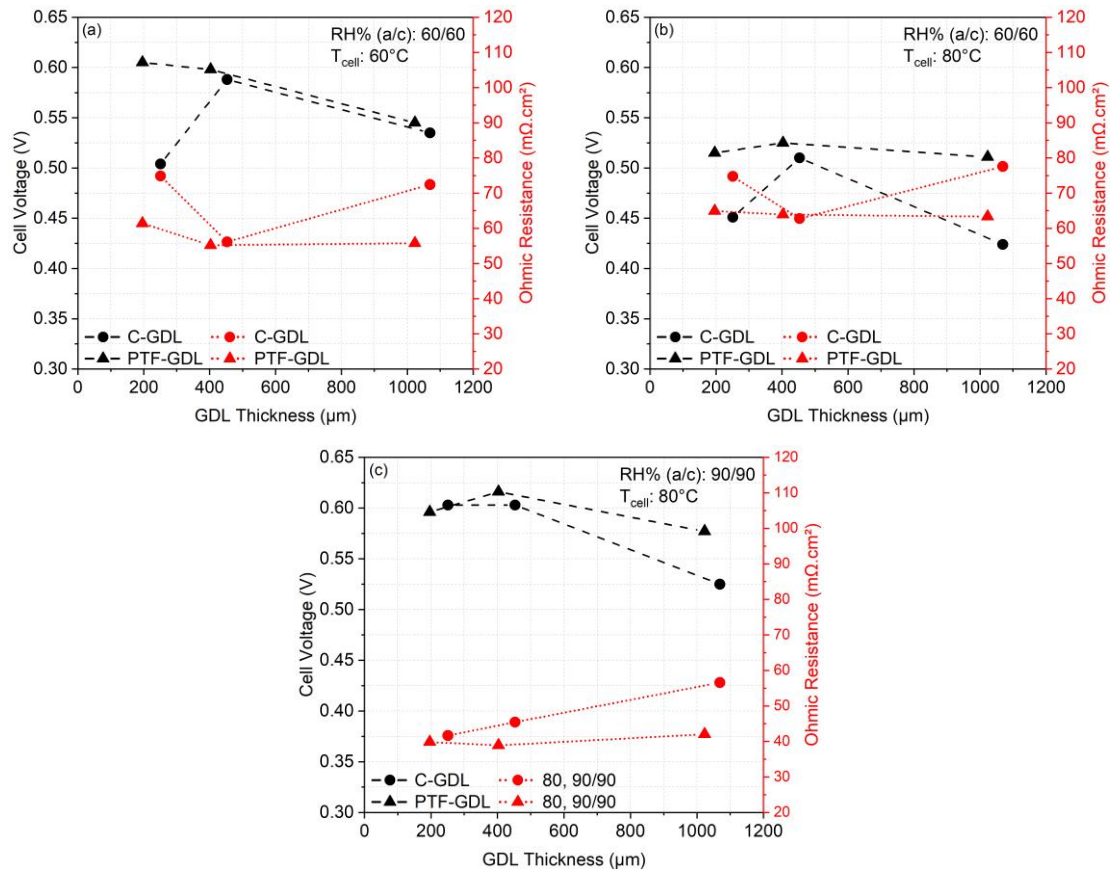 (a)
RH% (a/c): 60/60
T_cell: 60°C
0.65
0.60
0.55
0.50
0.45
0.40
0.35
0.30
Cell Voltage (V)
120
110
100
90
80
70
60
50
40
30
20
Ohmic Resistance (mΩ.cm²)
C-GDL C-GDL
PTF-GDL PTF-GDL
0 200 400 600 800 1000 1200
GDL Thickness (µm)
(b)
RH% (a/c): 60/60
T_cell: 80°C
0.65
0.60
0.55
0.50
0.45
0.40
0.35
0.30
Cell Voltage (V)
120
110
100
90
80
70
60
50
40
30
20
Ohmic Resistance (mΩ.cm²)
C-GDL C-GDL
PTF-GDL PTF-GDL
0 200 400 600 800 1000 1200
GDL Thickness (µm)
(c)
RH% (a/c): 90/90
T_cell: 80°C
0.65
0.60
0.55
0.50
0.45
0.40
0.35
0.30
Cell Voltage (V)
120
110
100
90
80
70
60
50
40
30
20
Ohmic Resistance (mΩ.cm²)
C-GDL 80, 90/90
PTF-GDL 80, 90/90
0 200 400 600 800 1000 1200
GDL Thickness (µm)